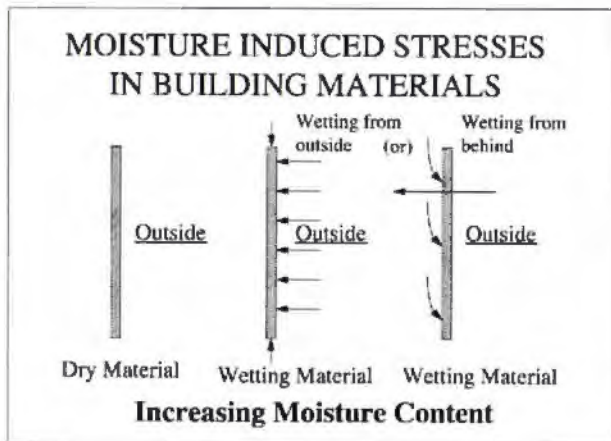 MOISTURE INDUCED STRESSES
IN BUILDING MATERIALS
Wetting from
outside (or)
Wetting from
behind
Outside
Outside
Outside
Dry Material
Wetting Material
Wetting Material
Increasing Moisture Content